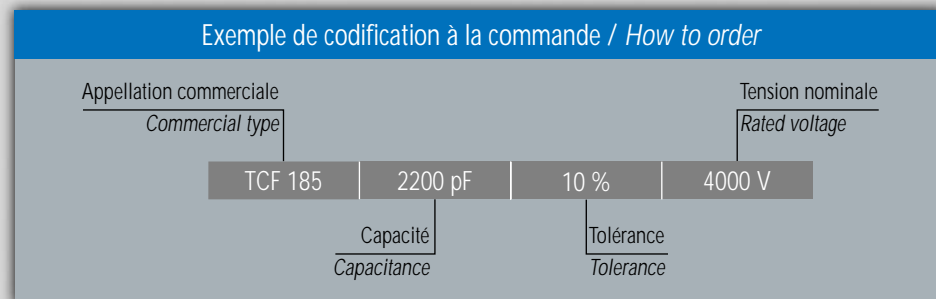 Exemple de codification à la commande / How to order
Appellation commerciale
Commercial type
Tension nominale
Rated voltage
TCF 185 2200 pF 10 % 4000 V
Capacité
Capacitance
Tolérance
Tolerance